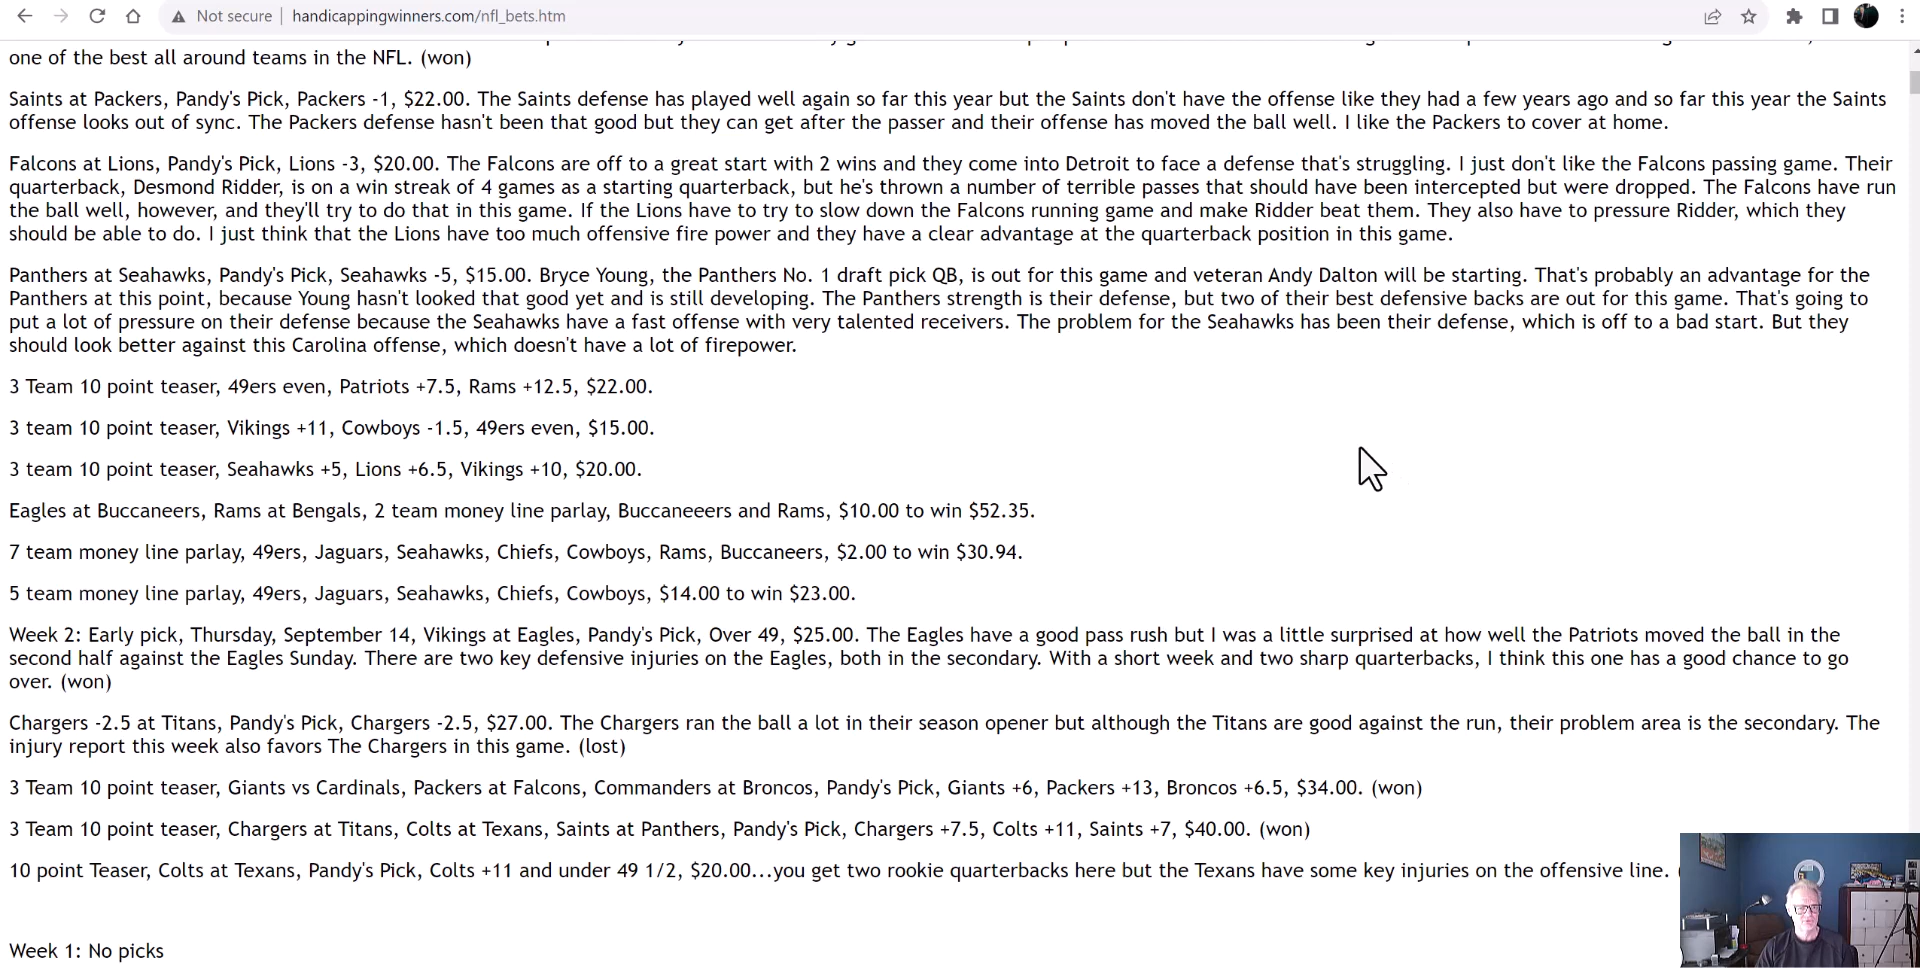 Not secure | handicappingwinners.com/nfl_bets.htm
one of the best all around teams in the NFL. (won)
Saints at Packers, Pandy's Pick, Packers -1, $22.00. The Saints defense has played well again so far this year but the Saints don't have the offense like they had a few years ago and so far this year the Saints
offense looks out of sync. The Packers defense hasn't been that good but they can get after the passer and their offense has moved the ball well. I like the Packers to cover at home.
Falcons at Lions, Pandy's Pick, Lions -3, $20.00. The Falcons are off to a great start with 2 wins and they come into Detroit to face a defense that's struggling. I just don't like the Falcons passing game. Their
quarterback, Desmond Ridder, is on a win streak of 4 games as a starting quarterback, but he's thrown a number of terrible passes that should have been intercepted but were dropped. The Falcons have run
the ball well, however, and they'll try to do that in this game. If the Lions have to try to slow down the Falcons running game and make Ridder beat them. They also have to pressure Ridder, which they
should be able to do. I just think that the Lions have too much offensive fire power and they have a clear advantage at the quarterback position in this game.
Panthers at Seahawks, Pandy's Pick, Seahawks -5, $15.00. Bryce Young, the Panthers No. 1 draft pick QB, is out for this game and veteran Andy Dalton will be starting. That's probably an advantage for the
Panthers at this point, because Young hasn't looked that good yet and is still developing. The Panthers strength is their defense, but two of their best defensive backs are out for this game. That's going to
put a lot of pressure on their defense because the Seahawks have a fast offense with very talented receivers. The problem for the Seahawks has been their defense, which is off to a bad start. But they
should look better against this Carolina offense, which doesn't have a lot of firepower.
3 Team 10 point teaser, 49ers even, Patriots +7.5, Rams +12.5, $22.00.
3 team 10 point teaser, Vikings +11, Cowboys -1.5, 49ers even, $15.00.
3 team 10 point teaser, Seahawks +5, Lions +6.5, Vikings +10, $20.00.
Eagles at Buccaneers, Rams at Bengals, 2 team money line parlay, Buccaneeers and Rams, $10.00 to win $52.35.
7 team money line parlay, 49ers, Jaguars, Seahawks, Chiefs, Cowboys, Rams, Buccaneers, $2.00 to win $30.94.
5 team money line parlay, 49ers, Jaguars, Seahawks, Chiefs, Cowboys, $14.00 to win $23.00.
Week 2: Early pick, Thursday, September 14, Vikings at Eagles, Pandy's Pick, Over 49, $25.00. The Eagles have a good pass rush but I was a little surprised at how well the Patriots moved the ball in the
second half against the Eagles Sunday. There are two key defensive injuries on the Eagles, both in the secondary. With a short week and two sharp quarterbacks, I think this one has a good chance to go
over. (won)
Chargers -2.5 at Titans, Pandy's Pick, Chargers -2.5, $27.00. The Chargers ran the ball a lot in their season opener but although the Titans are good against the run, their problem area is the secondary. The
injury report this week also favors The Chargers in this game. (lost)
3 Team 10 point teaser, Giants vs Cardinals, Packers at Falcons, Commanders at Broncos, Pandy's Pick, Giants +6, Packers +13, Broncos +6.5, $34.00. (won)
3 Team 10 point teaser, Chargers at Titans, Colts at Texans, Saints at Panthers, Pandy's Pick, Chargers +7.5, Colts +11, Saints +7, $40.00. (won)
10 point Teaser, Colts at Texans, Pandy's Pick, Colts +11 and under 49 1/2, $20.00...you get two rookie quarterbacks here but the Texans have some key injuries on the offensive line.
Week 1: No picks